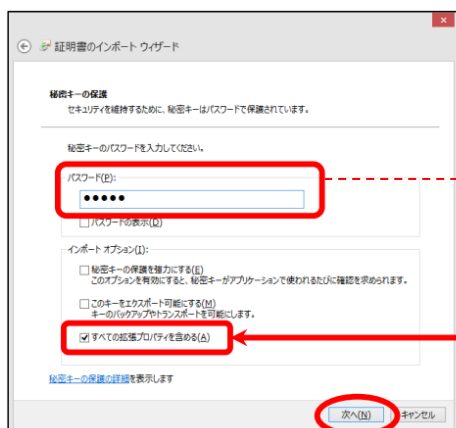 証明書のインポート ウィザード
秘密キーの保護
セキュリティを維持するために、秘密キーはパスワードで保護されています。
秘密キーのパスワードを入力してください。
パスワード(P):
●●●●●
パスワードの表示(D)
インポート オプション(I):
秘密キーの保護を強力にする(E)
このオプションを有効にすると、秘密キーがアプリケーションで使われるたびに確認を求められます。
このキーをエクスポート可能にする(M)
キーのバックアップやトランスポートを可能にします。
すべての拡張プロパティを含める(A)
秘密キーの保護の詳細を表示します
次へ(N)
キャンセル